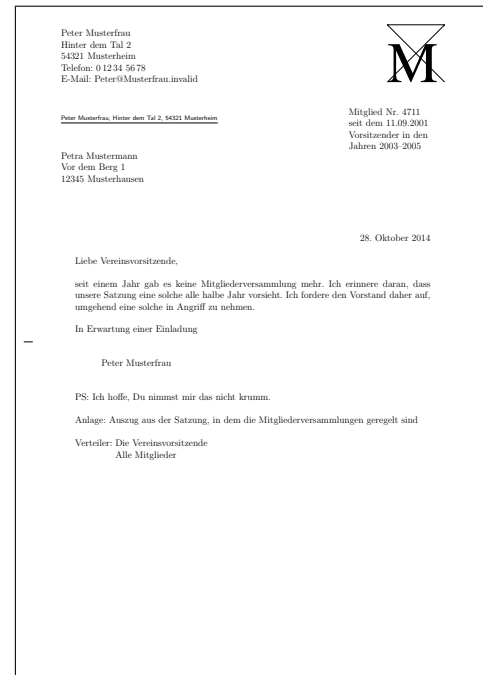 Peter Musterfrau
Hinter dem Tal 2
54321 Musterheim
Telefon: 0 12 34 56 78
E-Mail: Peter@Musterfrau.invalid
M
Peter Musterfrau, Hinter dem Tal 2, 54321 Musterheim
Mitglied Nr. 4711
seit dem 11.09.2001
Vorsitzender in den
Jahren 2003–2005
Petra Mustermann
Vor dem Berg 1
12345 Musterhausen
28. Oktober 2014
Liebe Vereinsvorsitzende,
seit einem Jahr gab es keine Mitgliederversammlung mehr. Ich erinnere daran, dass
unsere Satzung eine solche alle halbe Jahr vorsieht. Ich fordere den Vorstand daher auf,
umgehend eine solche in Angriff zu nehmen.
In Erwartung einer Einladung
Peter Musterfrau
PS: Ich hoffe, Du nimmst mir das nicht krumm.
Anlage: Auszug aus der Satzung, in dem die Mitgliederversammlungen geregelt sind
Verteiler: Die Vereinsvorsitzende
Alle Mitglieder